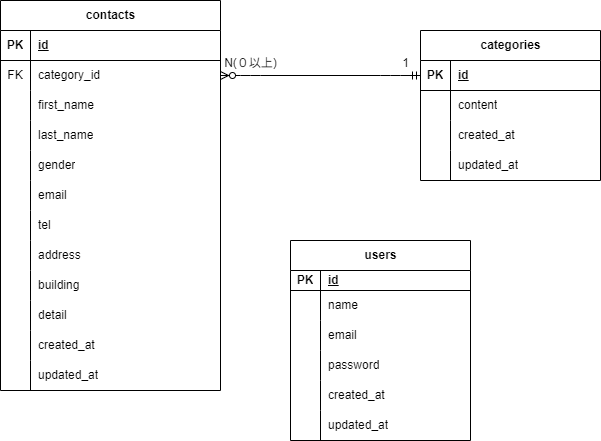 contacts
PK id
FK category_id
first_name
last_name
gender
email
tel
address
building
detail
created_at
updated_at
N(０以上)
1
categories
PK id
content
created_at
updated_at
users
PK id
name
email
password
created_at
updated_at